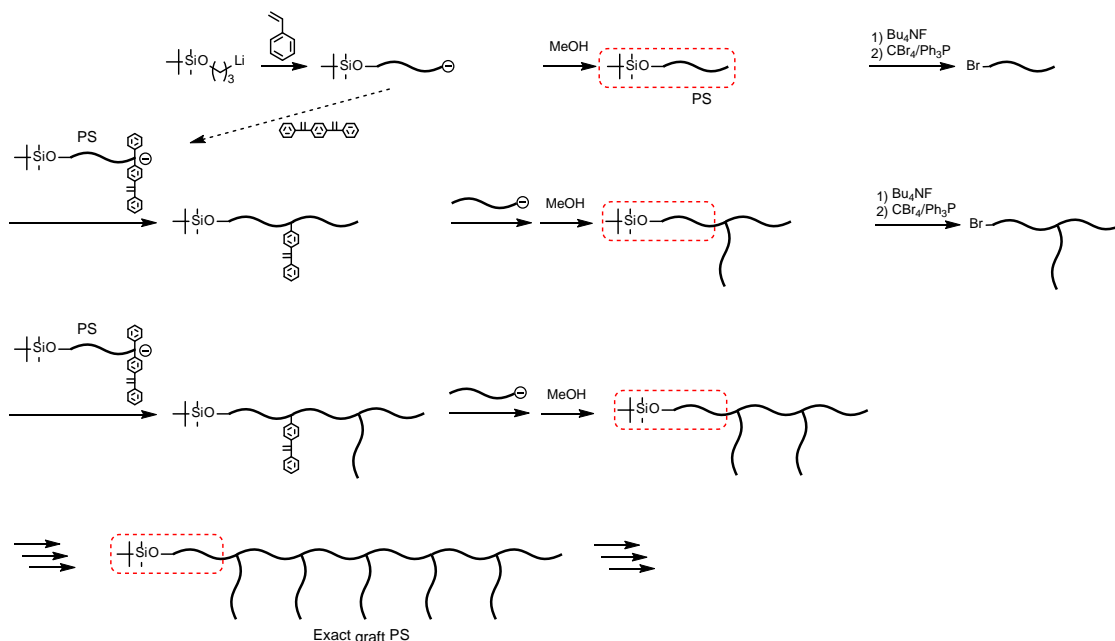 SiO Li
3
SiO
MeOH
SiO
PS
1) Bu4NF
2) CBr4/Ph3P
Br
PS
SiO
SiO
MeOH
SiO
1) Bu4NF
2) CBr4/Ph3P
Br
PS
SiO
SiO
MeOH
SiO
SiO
Exact graft PS